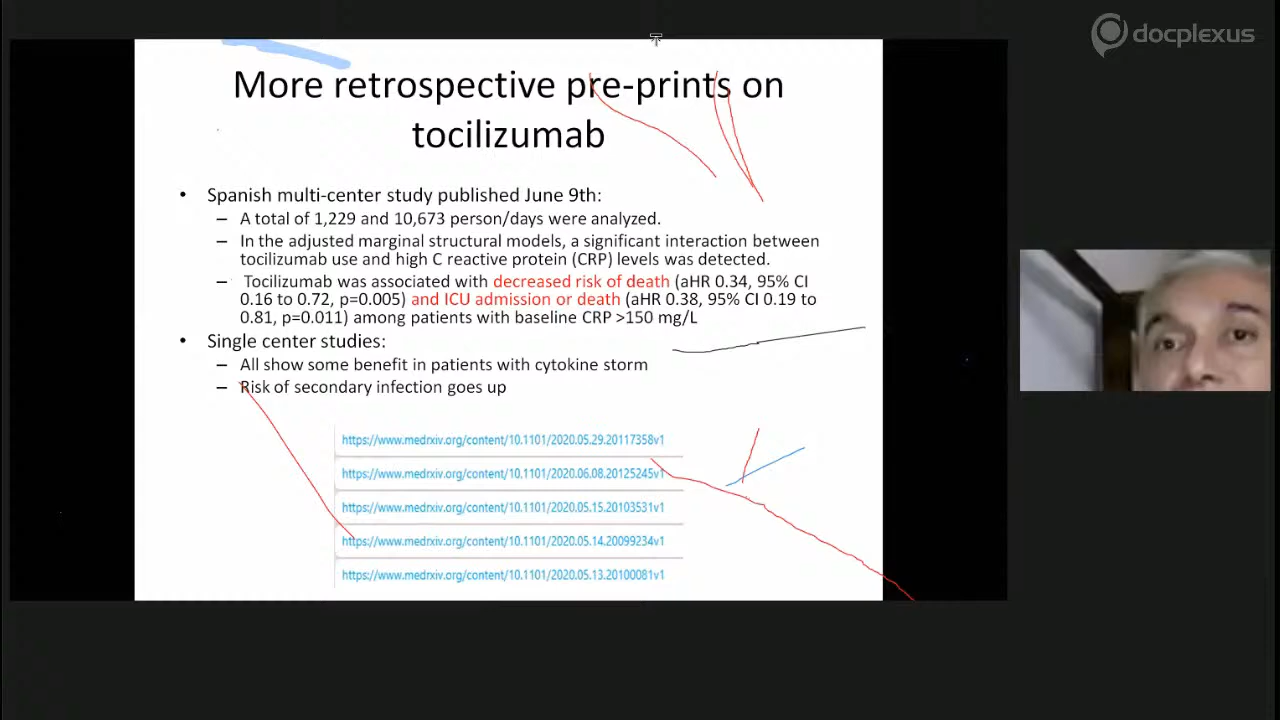 docplexus
More retrospective pre-prints on
tocilizumab
• Spanish multi-center study published June 9th:
– A total of 1,229 and 10,673 person/days were analyzed.
– In the adjusted marginal structural models, a significant interaction between
tocilizumab use and high C reactive protein (CRP) levels was detected.
– Tocilizumab was associated with decreased risk of death (aHR 0.34, 95% CI
0.16 to 0.72, p=0.005) and ICU admission or death (aHR 0.38, 95% CI 0.19 to
0.81, p=0.011) among patients with baseline CRP >150 mg/L
• Single center studies:
– All show some benefit in patients with cytokine storm
– Risk of secondary infection goes up
https://www.medrxiv.org/content/10.1101/2020.05.29.20117358v1
https://www.medrxiv.org/content/10.1101/2020.06.08.20125245v1
https://www.medrxiv.org/content/10.1101/2020.05.15.20103531v1
https://www.medrxiv.org/content/10.1101/2020.05.14.20099234v1
https://www.medrxiv.org/content/10.1101/2020.05.13.20100081v1